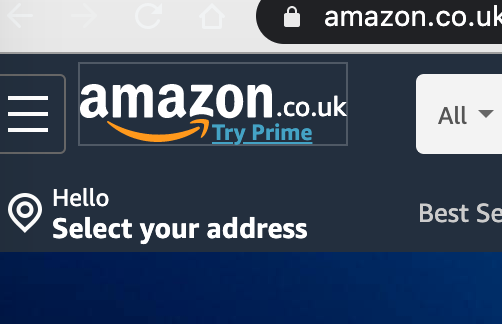 amazon.co.uk
amazon.co.uk
Try Prime
All
Hello
Select your address
Best Se